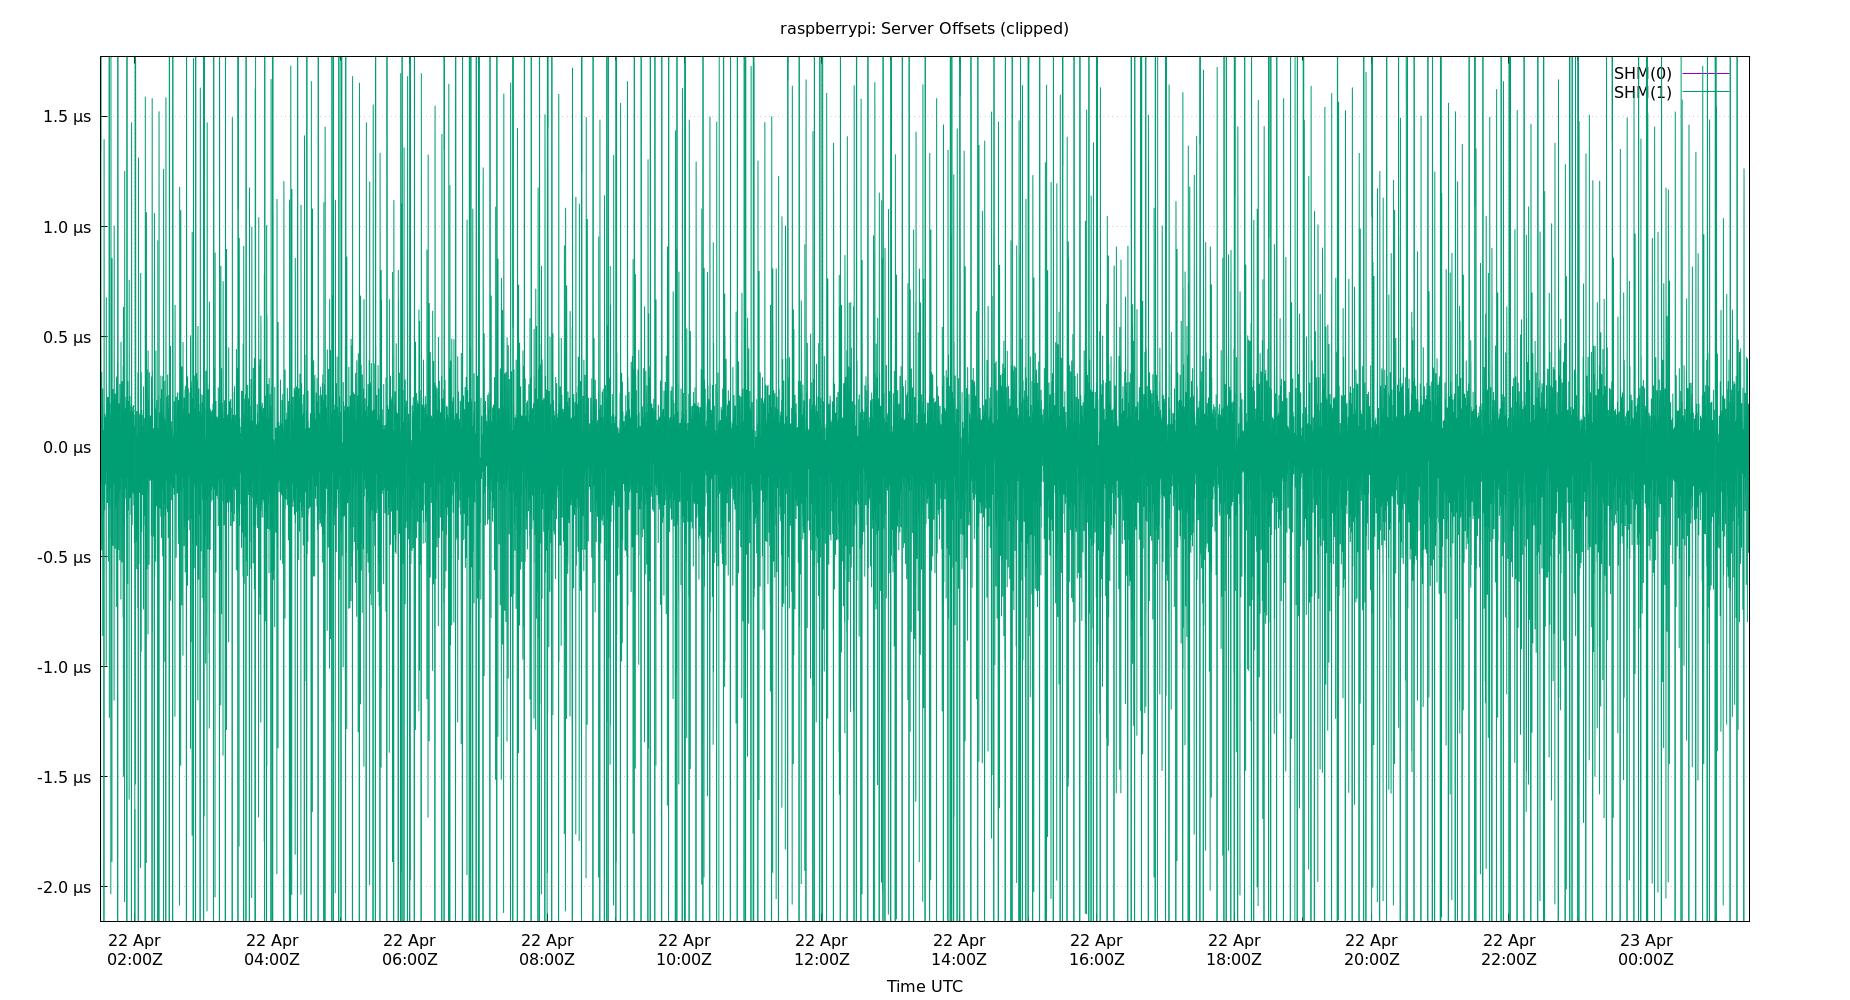 raspberrypi: Server Offsets (clipped)
SHM(0)
SHM(1)
1.5 µs
1.0 µs
0.5 µs
0.0 µs
-0.5 µs
-1.0 µs
-1.5 µs
-2.0 µs
22 Apr 22 Apr 22 Apr 22 Apr 22 Apr 22 Apr 22 Apr 22 Apr 22 Apr 22 Apr 22 Apr 23 Apr
02:00Z 04:00Z 06:00Z 08:00Z 10:00Z 12:00Z 14:00Z 16:00Z 18:00Z 20:00Z 22:00Z 00:00Z
Time UTC